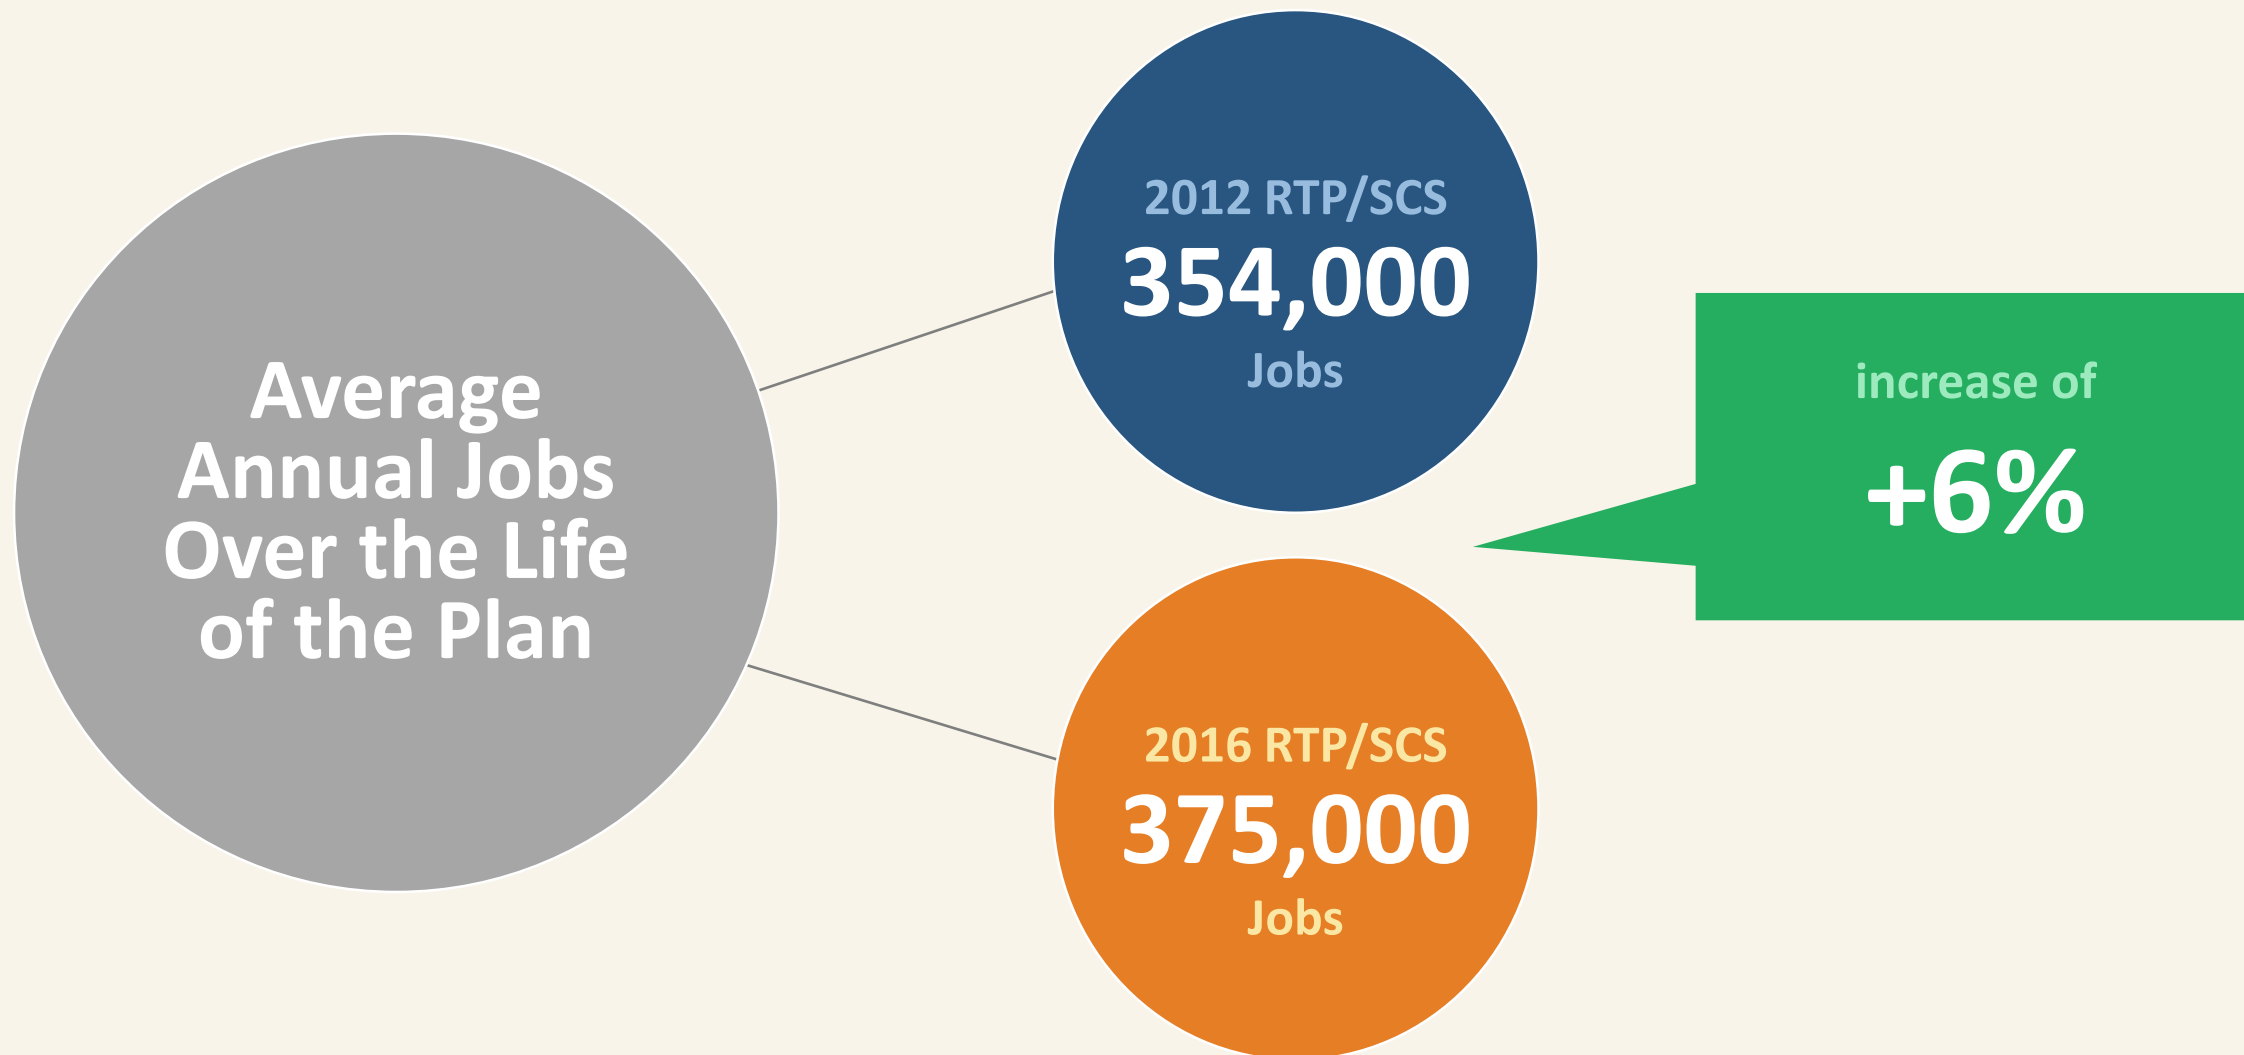 Average
Annual Jobs
Over the Life
of the Plan
2012 RTP/SCS
354,000
Jobs
2016 RTP/SCS
375,000
Jobs
increase of
+6%